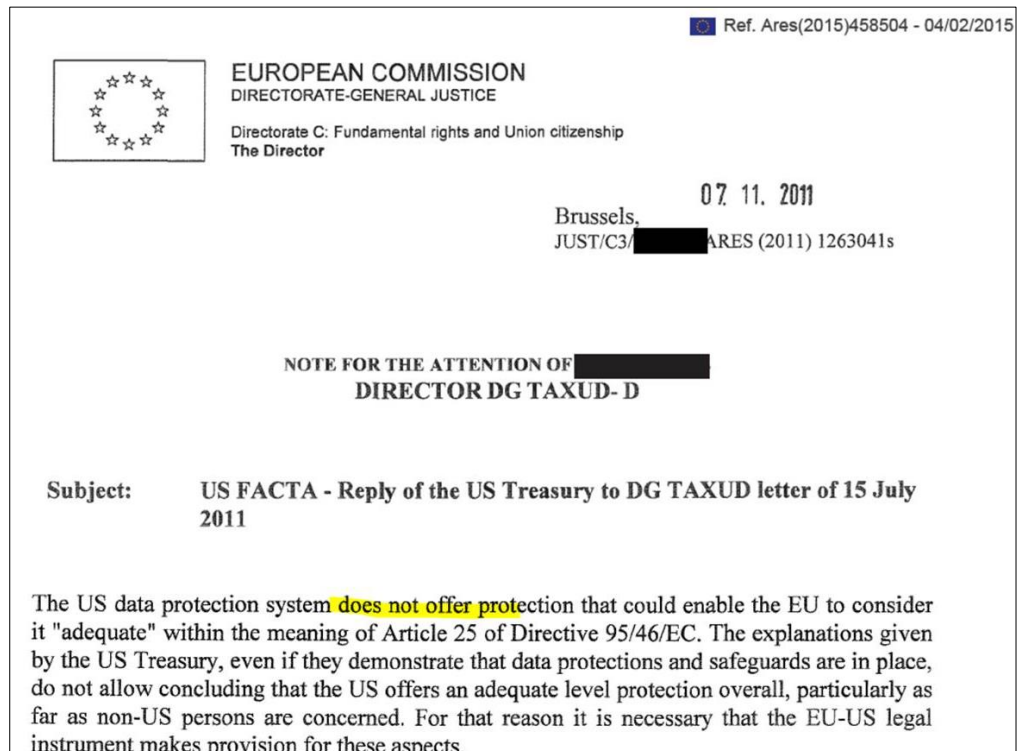 Ref. Ares(2015)458504 - 04/02/2015
EUROPEAN COMMISSION
DIRECTORATE-GENERAL JUSTICE
Directorate C: Fundamental rights and Union citizenship
The Director
07. 11. 2011
Brussels,
JUST/C3/ ARES (2011) 1263041s
NOTE FOR THE ATTENTION OF
DIRECTOR DG TAXUD- D
Subject: US FACTA - Reply of the US Treasury to DG TAXUD letter of 15 July
2011
The US data protection system does not offer protection that could enable the EU to consider
it "adequate" within the meaning of Article 25 of Directive 95/46/EC. The explanations given
by the US Treasury, even if they demonstrate that data protections and safeguards are in place,
do not allow concluding that the US offers an adequate level protection overall, particularly as
far as non-US persons are concerned. For that reason it is necessary that the EU-US legal
instrument makes provision for these aspects